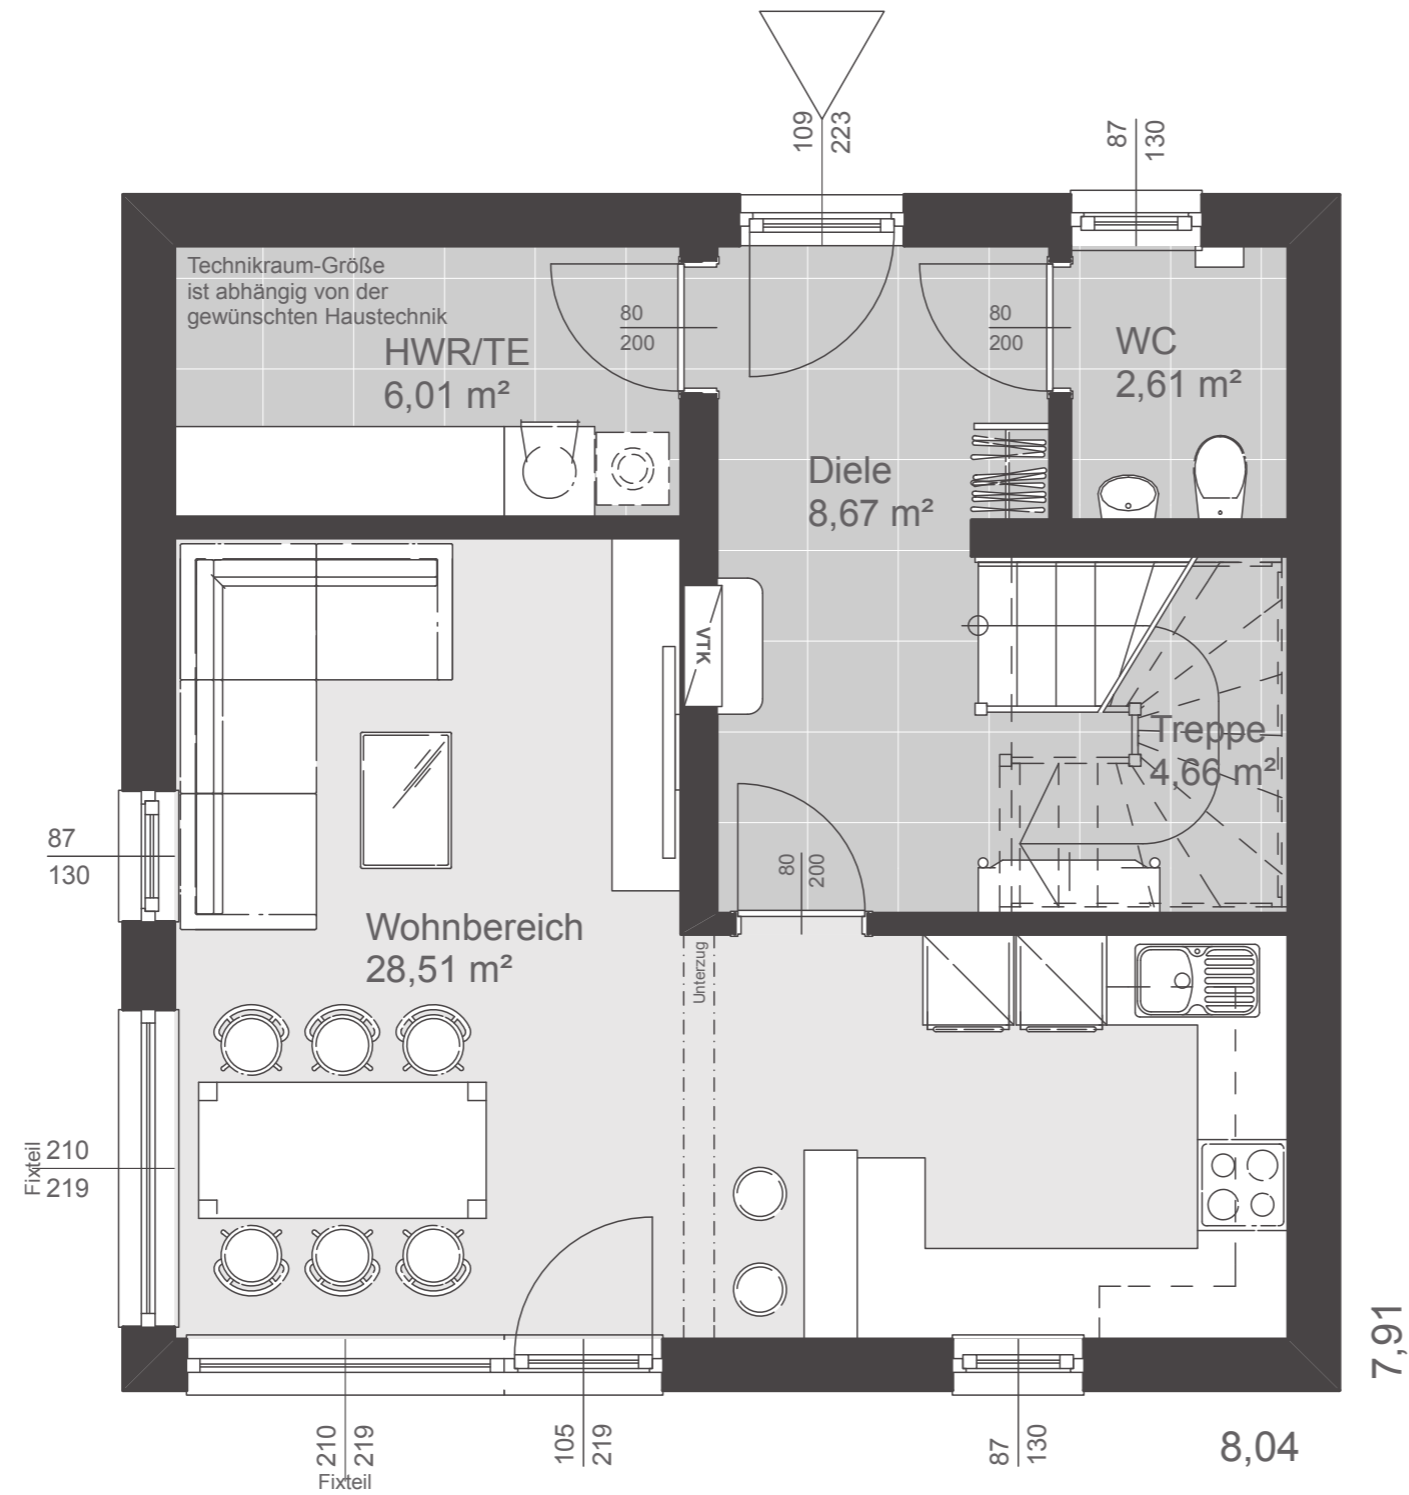 109
223
87
130
Technikraum-Größe
ist abhängig von der
gewünschten Haustechnik
HWR/TE
6,01 m²
80
200
80
200
WC
2,61 m²
Diele
8,67 m²
VTK
Treppe
4,66 m²
87
130
80
200
Wohnbereich
28,51 m²
Unterzug
Fixteil
210
219
7,91
210
219
Fixteil
105
219
87
130
8,04